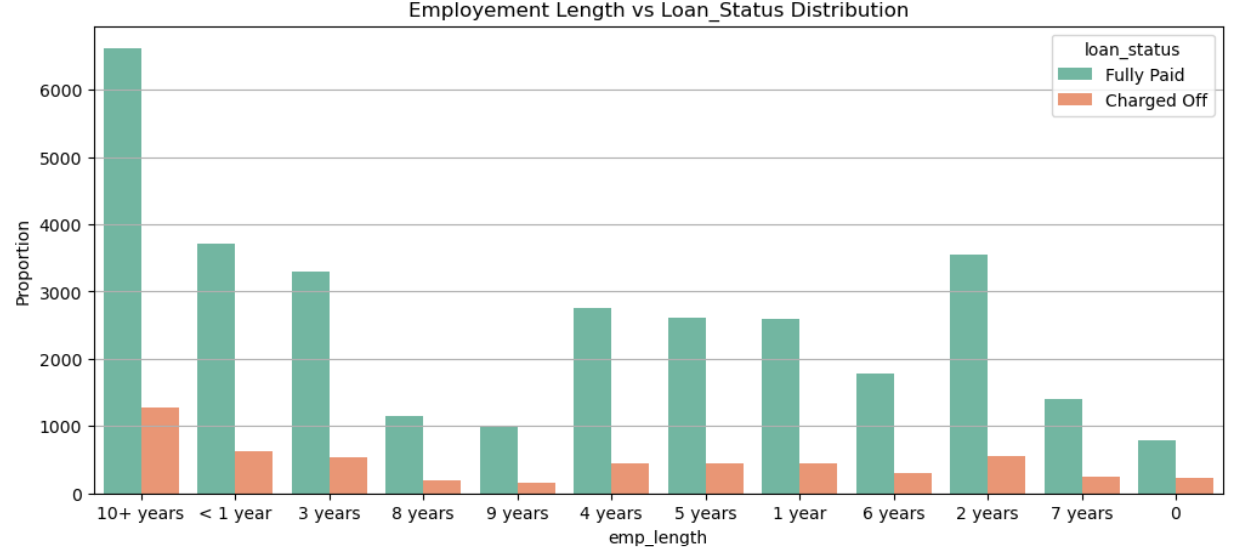 Employement Length vs Loan_Status Distribution
loan_status
Fully Paid
Charged Off
Proportion
6000
5000
4000
3000
2000
1000
0
10+ years < 1 year 3 years 8 years 9 years 4 years 5 years 1 year 6 years 2 years 7 years 0
emp_length